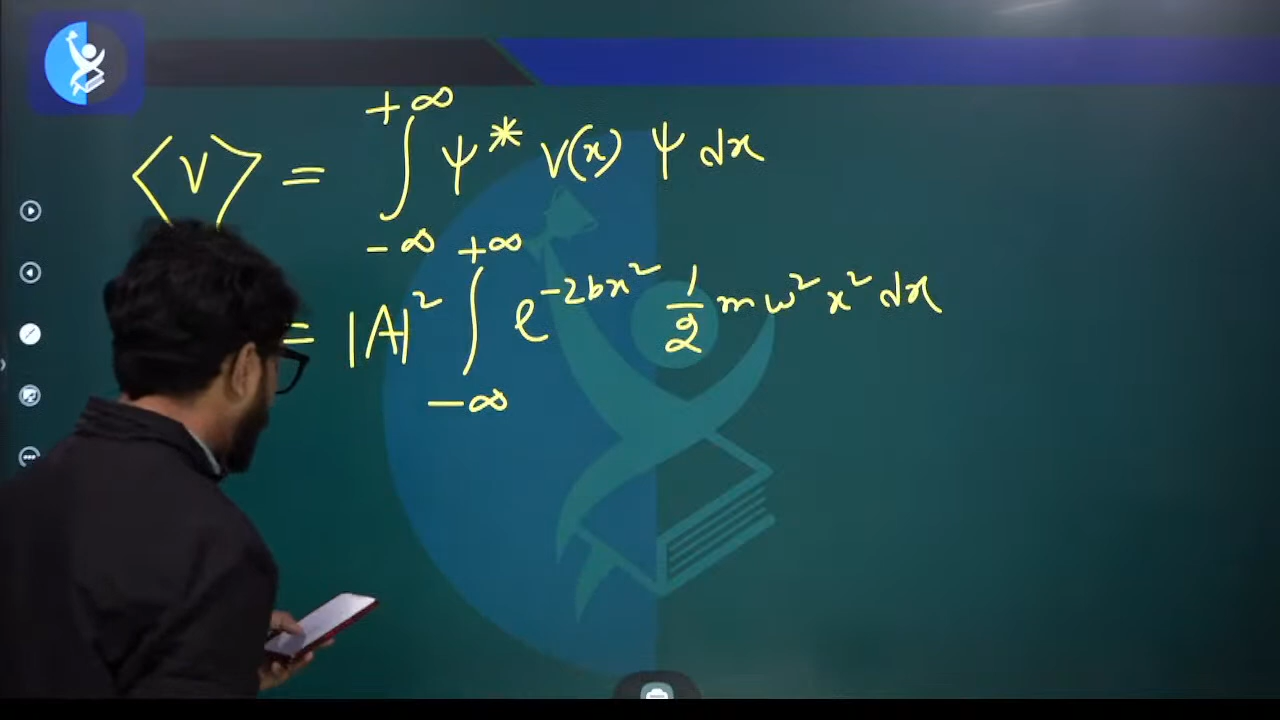 ⟨V⟩ = ∫_{-∞}^{+∞} ψ* V(x) ψ dx
= |A|² ∫_{-∞}^{+∞} e^{-2bx²} 1/2 mω² x² dx